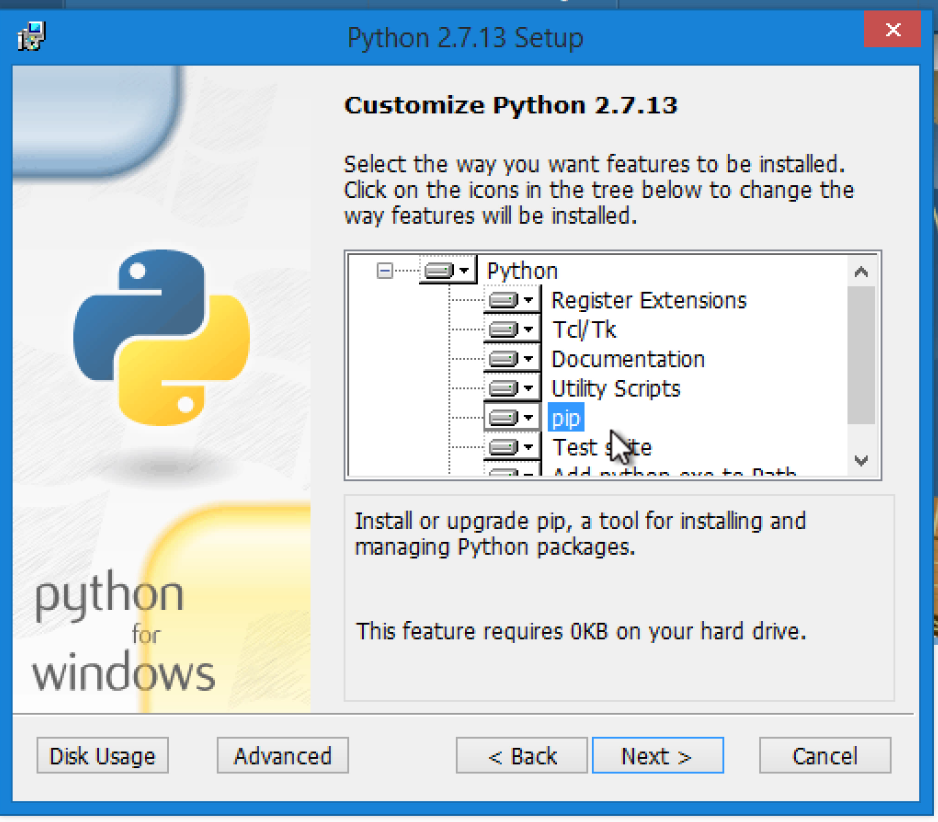 Python 2.7.13 Setup
Customize Python 2.7.13
Select the way you want features to be installed.
Click on the icons in the tree below to change the
way features will be installed.
Python
Register Extensions
Tcl/Tk
Documentation
Utility Scripts
pip
Test suite
Add python.exe to Path
Install or upgrade pip, a tool for installing and
managing Python packages.
This feature requires 0KB on your hard drive.
python
for
windows
Disk Usage
Advanced
< Back
Next >
Cancel